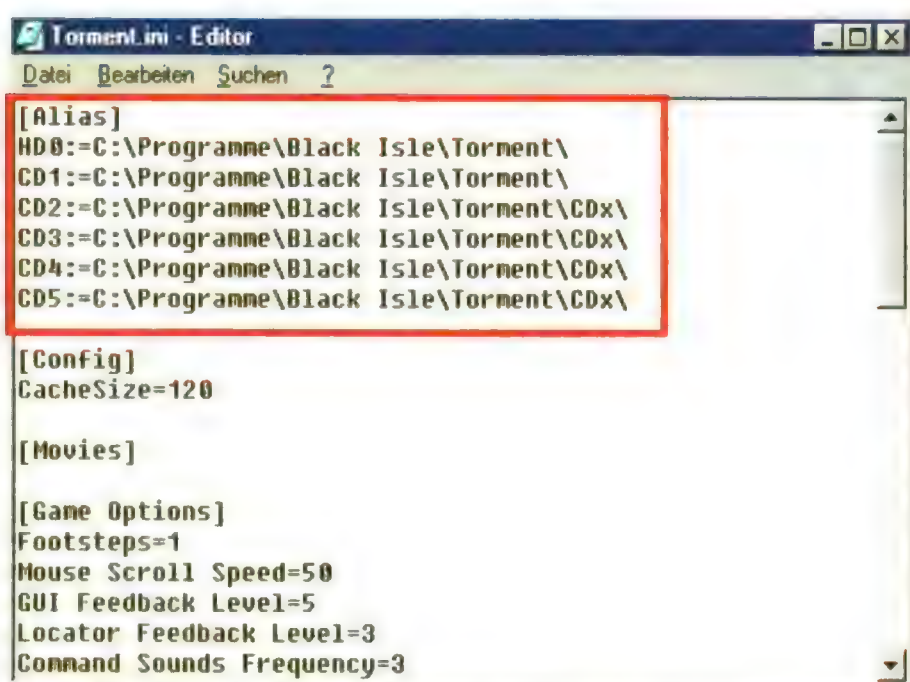 Torment.ini - Editor
Datei Bearbeiten Suchen ?
[Alias]
HD0:=C:\Programme\Black Isle\Torment\
CD1:=C:\Programme\Black Isle\Torment\
CD2:=C:\Programme\Black Isle\Torment\CDx\
CD3:=C:\Programme\Black Isle\Torment\CDx\
CD4:=C:\Programme\Black Isle\Torment\CDx\
CD5:=C:\Programme\Black Isle\Torment\CDx\
[Config]
CacheSize=120
[Movies]
[Game Options]
Footsteps=1
Mouse Scroll Speed=50
GUI Feedback Level=5
Locator Feedback Level=3
Command Sounds Frequency=3